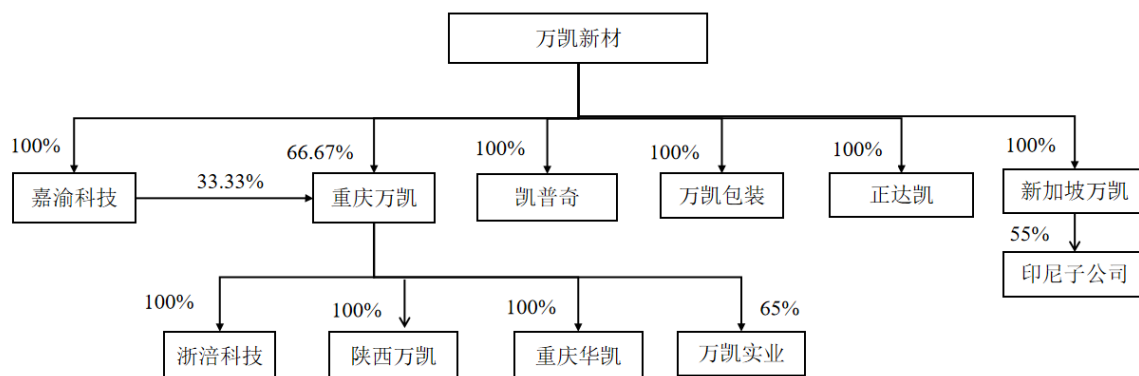 万凯新材
100%
66.67%
100%
100%
100%
100%
嘉渝科技
33.33%
重庆万凯
凯普奇
万凯包装
正达凯
新加坡万凯
55%
印尼子公司
100%
100%
100%
65%
浙涪科技
陕西万凯
重庆华凯
万凯实业